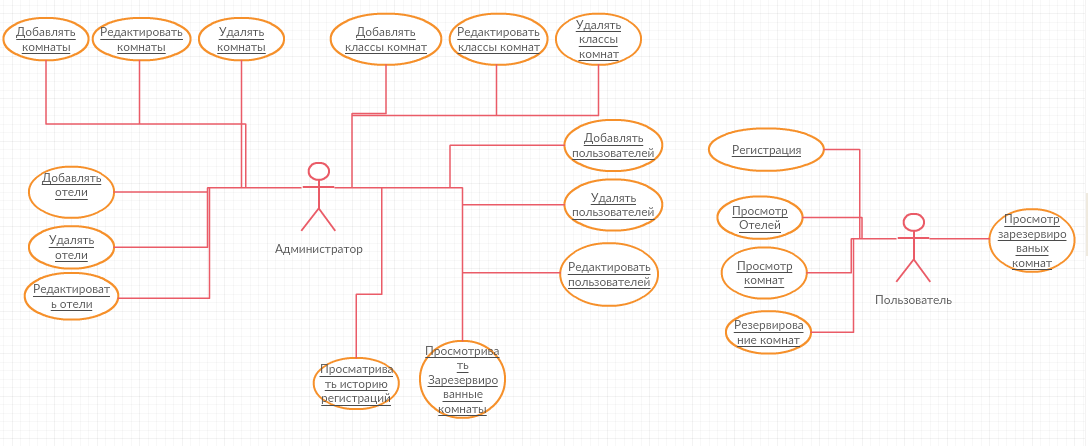 Добавлять
комнаты
Редактировать
комнаты
Удалять
комнаты
Добавлять
классы комнат
Редактировать
классы комнат
Удалять
классы
комнат
Добавлять
пользователей
Регистрация
Добавлять
отели
Удалять
пользователей
Просмотр
Отелей
Просмотр
зарезервиро
ваных
комнат
Удалять
отели
Администратор
Редактировать
пользователей
Просмотр
комнат
Пользователь
Редактироват
ь отели
Резервирова
ние комнат
Просматрива
ть историю
регистраций
Просмотрива
ть
Зарезервиро
ванные
комнаты